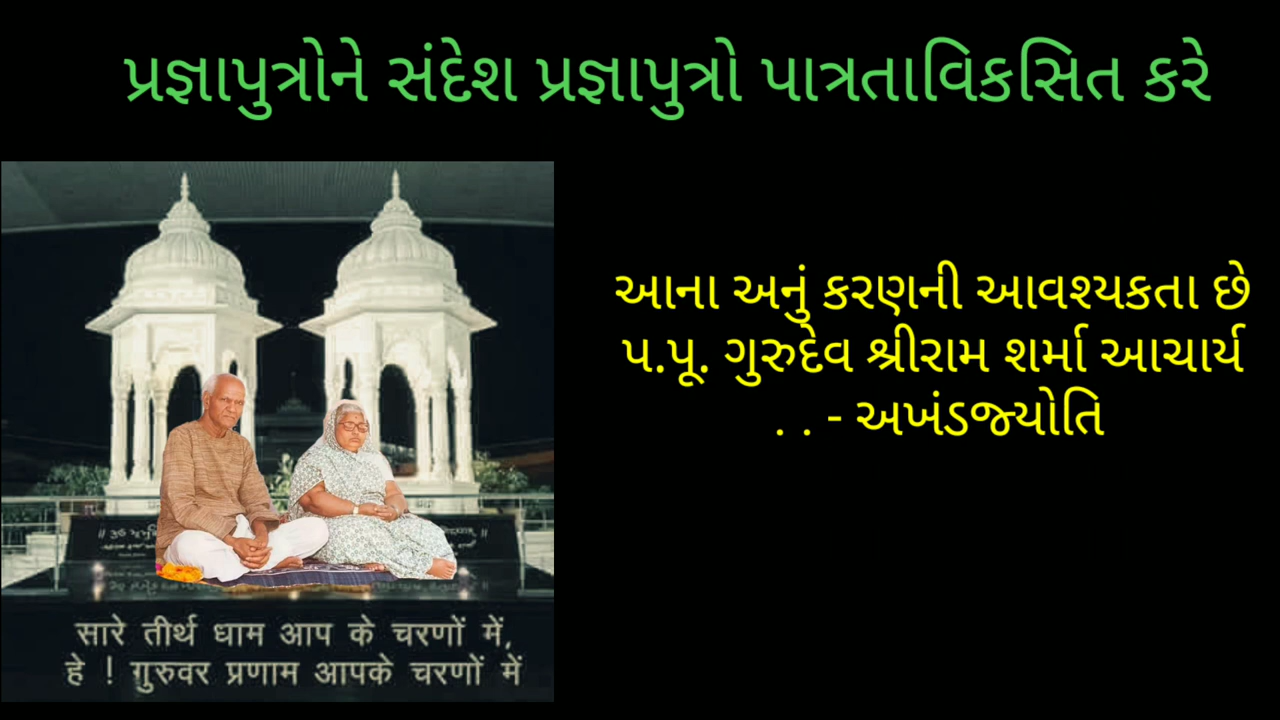 પ્રજ્ઞાપુત્રોને સંદેશ પ્રજ્ઞાપુત્રો પાત્રતાવિકસિત કરે
આના અનું કરણની આવશ્યકતા છે
પ.પૂ. ગુરુદેવ શ્રીરામ શર્મા આચાર્ય
. . - અખંડજ્યોતિ
सारे तीर्थ धाम आप के चरणों में,
हे ! गुरुवर प्रणाम आपके चरणों में